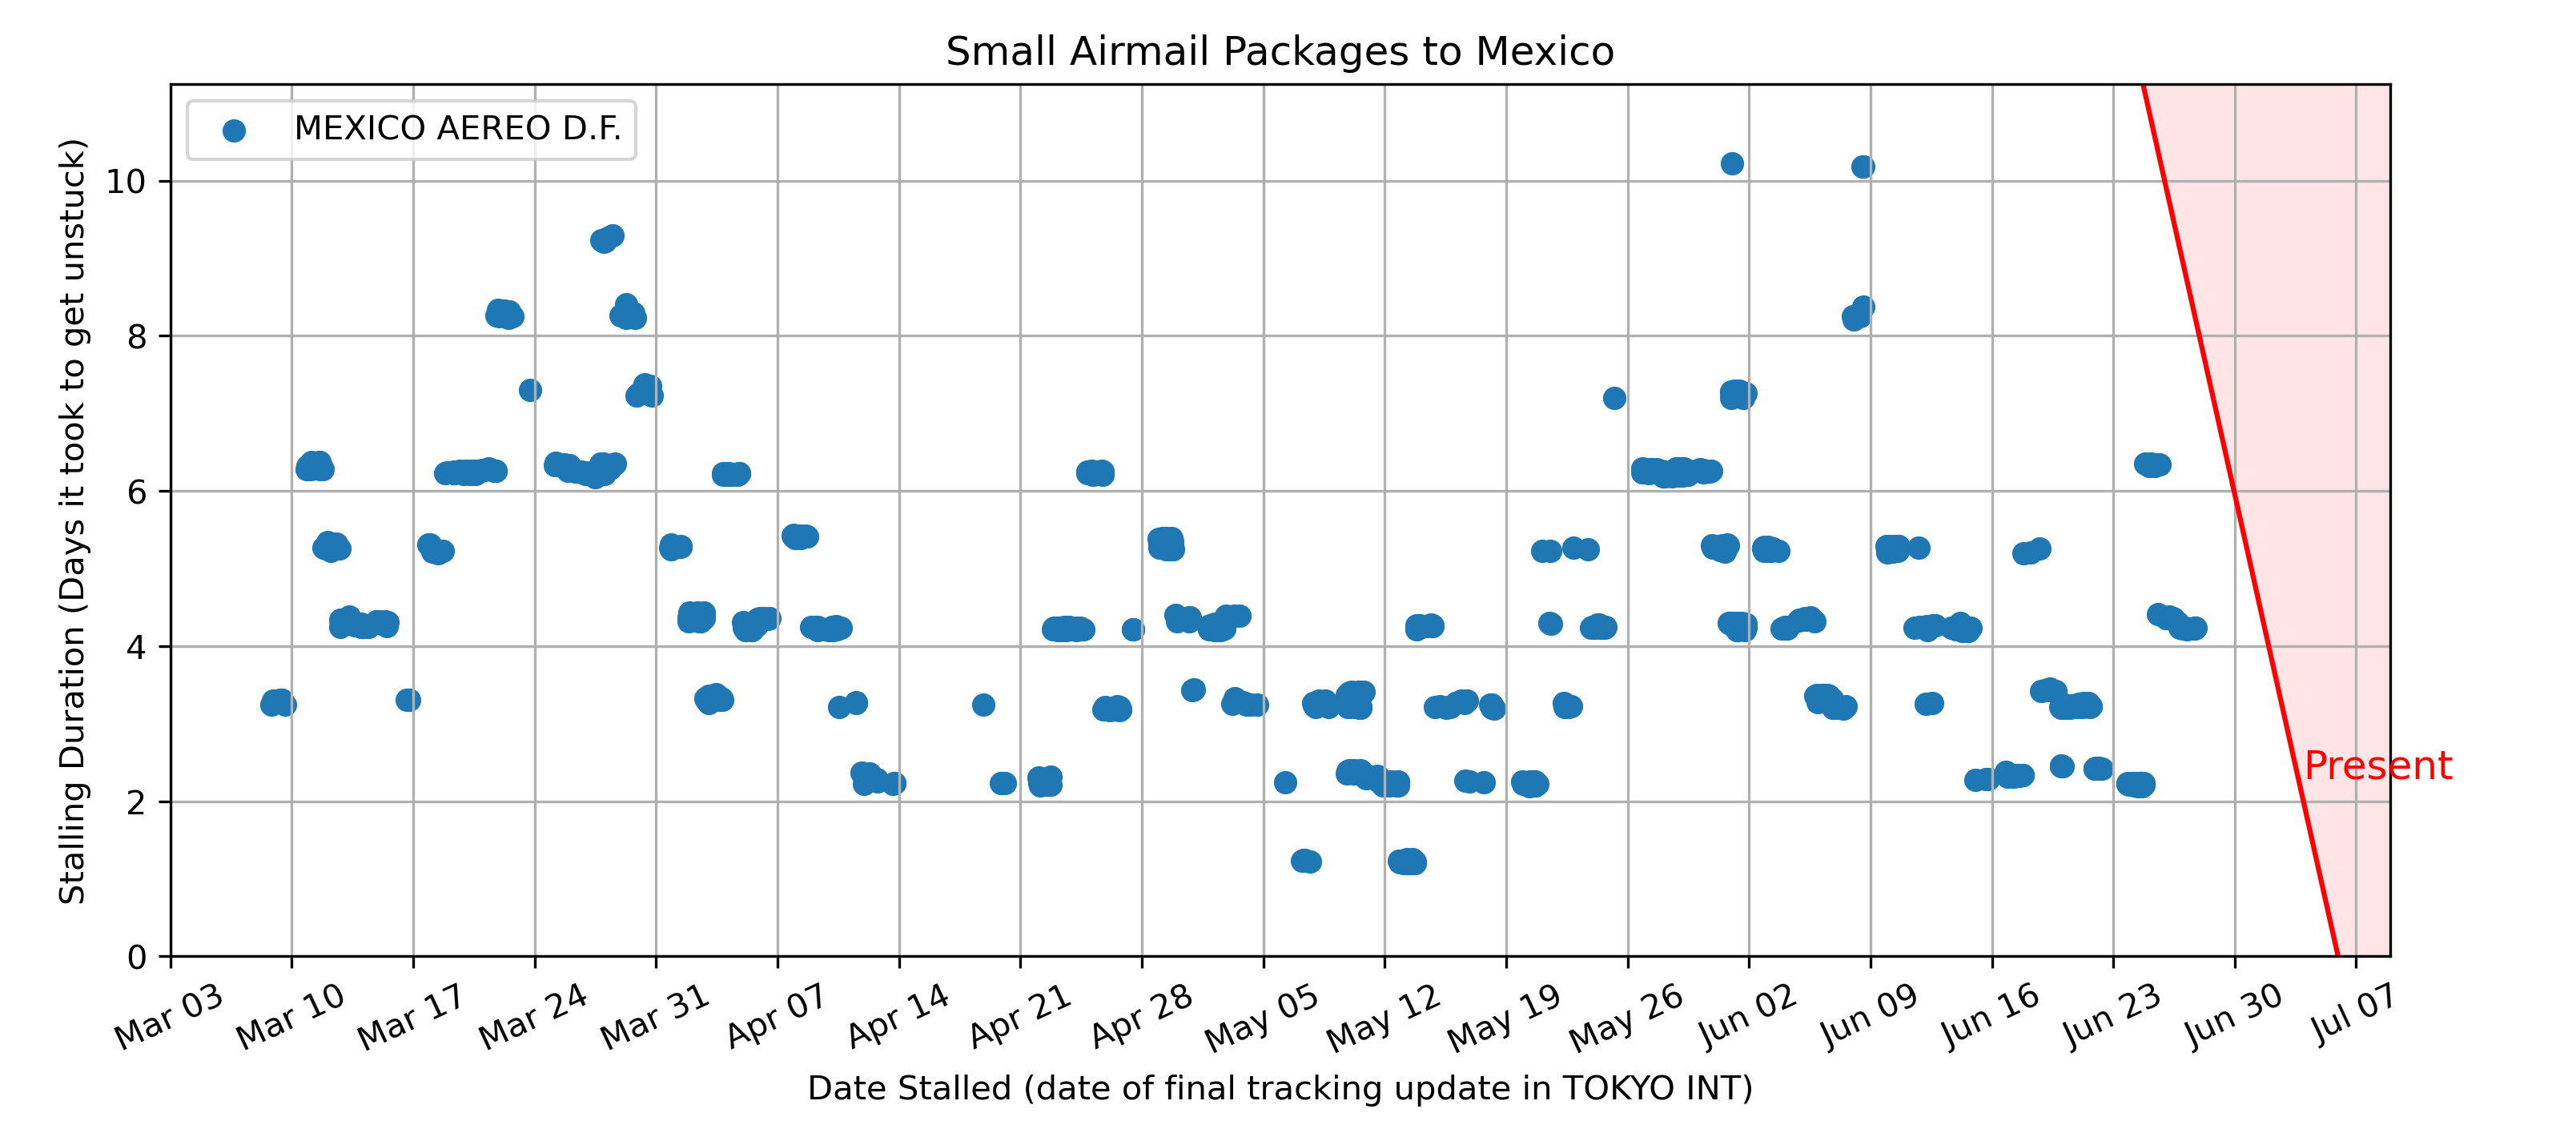 Small Airmail Packages to Mexico
MEXICO AEREO D.F.
Stalling Duration (Days it took to get unstuck)
10
8
6
4
2
0
Present
Mar 03
Mar 10
Mar 17
Mar 24
Mar 31
Apr 07
Apr 14
Apr 21
Apr 28
May 05
May 12
May 19
May 26
Jun 02
Jun 09
Jun 16
Jun 23
Jun 30
Jul 07
Date Stalled (date of final tracking update in TOKYO INT)